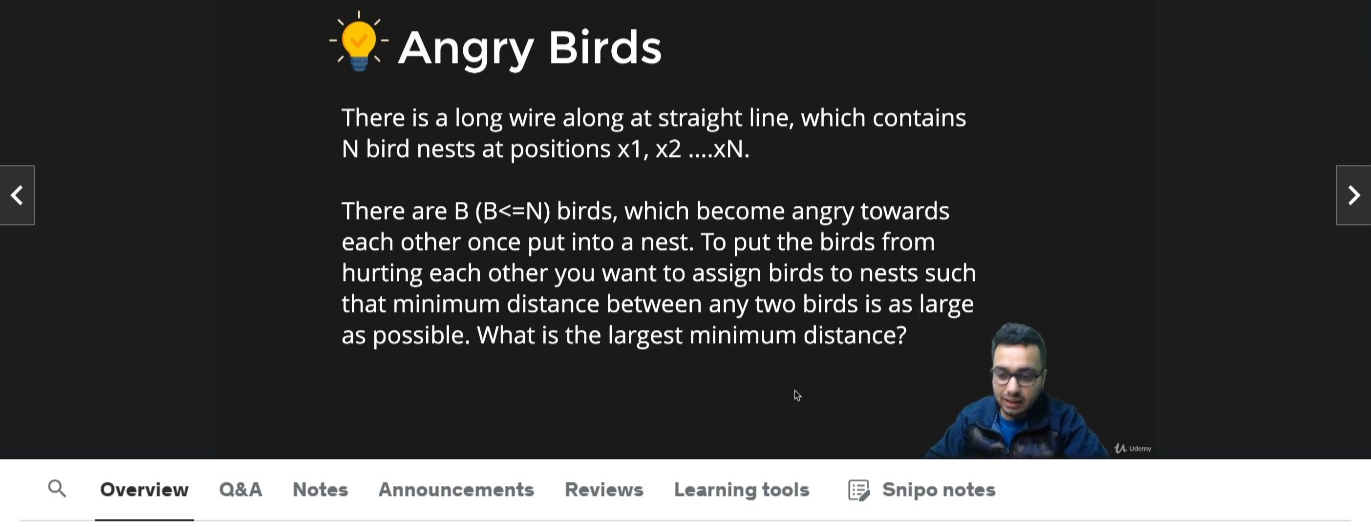 Angry Birds
There is a long wire along at straight line, which contains
N bird nests at positions x1, x2 ....xN.
There are B (B<=N) birds, which become angry towards
each other once put into a nest. To put the birds from
hurting each other you want to assign birds to nests such
that minimum distance between any two birds is as large
as possible. What is the largest minimum distance?
Udemy
Overview Q&A Notes Announcements Reviews Learning tools Snipo notes